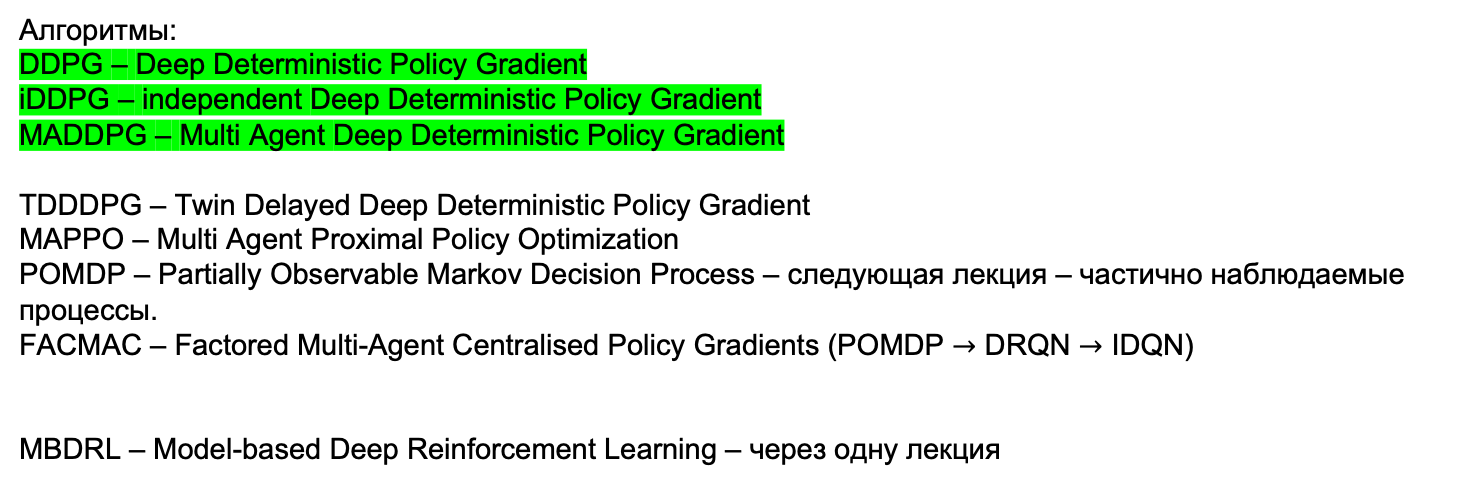 Алгоритмы:
DDPG – Deep Deterministic Policy Gradient
iDDPG – independent Deep Deterministic Policy Gradient
MADDPG – Multi Agent Deep Deterministic Policy Gradient
TDDDPG – Twin Delayed Deep Deterministic Policy Gradient
MAPPO – Multi Agent Proximal Policy Optimization
POMDP – Partially Observable Markov Decision Process – следующая лекция – частично наблюдаемые
процессы.
FACMAC – Factored Multi-Agent Centralised Policy Gradients (POMDP → DRQN → IDQN)
MBDRL – Model-based Deep Reinforcement Learning – через одну лекция